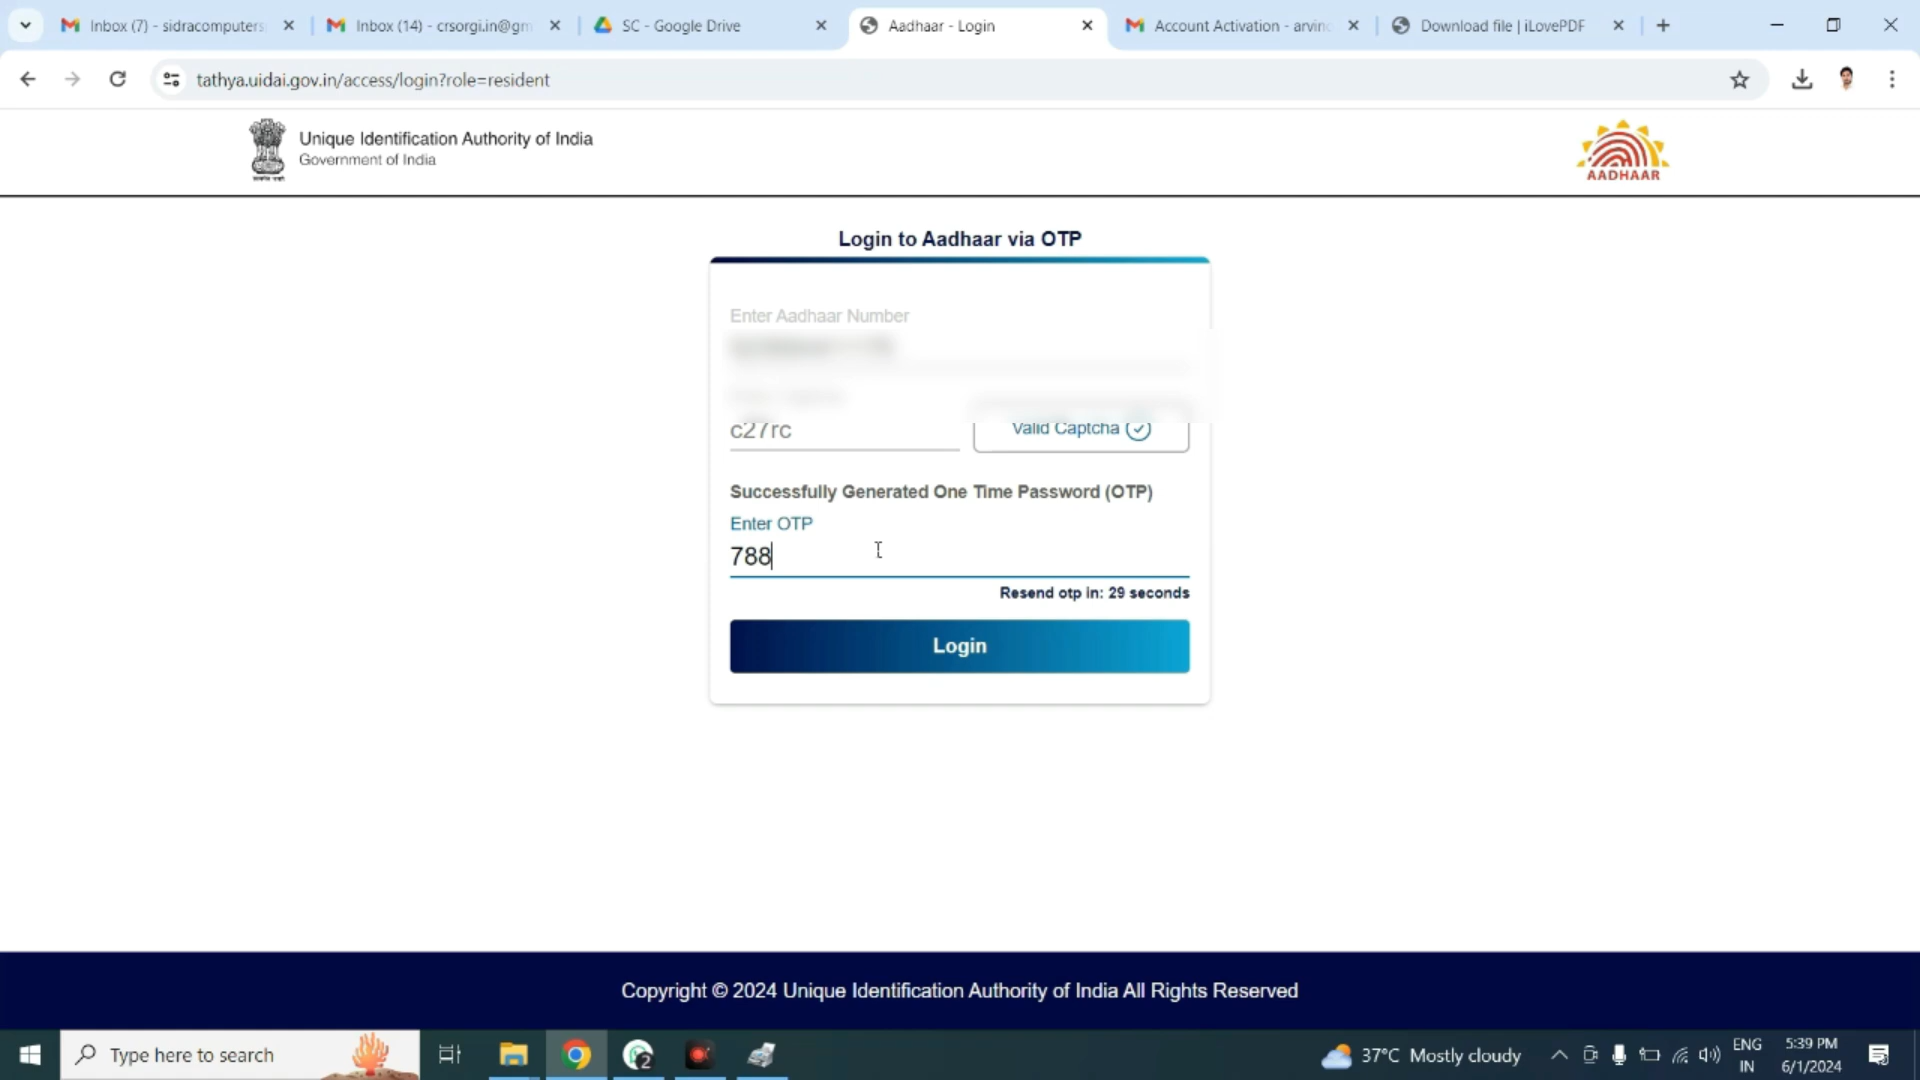 Inbox (7) - sidracomputers
Inbox (14) - crsorgi.in@gm
SC - Google Drive
Aadhaar - Login
Account Activation - arvind
Download file | iLovePDF
tathya.uidai.gov.in/access/login?role=resident
Unique Identification Authority of India
Government of India
AADHAAR
Login to Aadhaar via OTP
Enter Aadhaar Number
c27rc
Valid Captcha
Successfully Generated One Time Password (OTP)
Enter OTP
788
Resend otp in: 29 seconds
Login
Copyright © 2024 Unique Identification Authority of India All Rights Reserved
Type here to search
2
37°C Mostly cloudy
ENG
IN
5:39 PM
6/1/2024